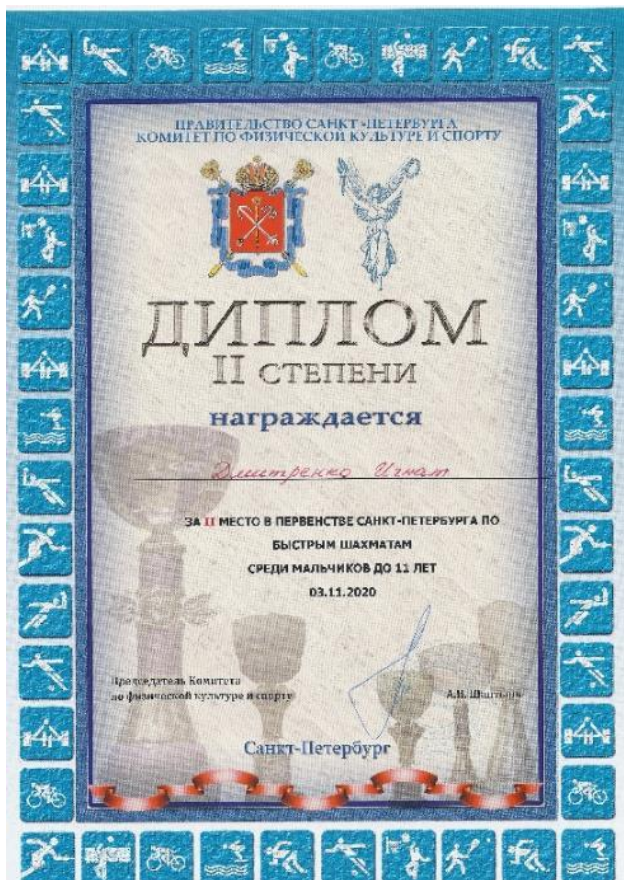 ПРАВИТЕЛЬСТВО САНКТ-ПЕТЕРБУРГА
КОМИТЕТ ПО ФИЗИЧЕСКОЙ КУЛЬТУРЕ И СПОРТУ
ДИПЛОМ
II СТЕПЕНИ
награждается
Дмитренко Игнат
ЗА II МЕСТО В ПЕРВЕНСТВЕ САНКТ-ПЕТЕРБУРГА ПО
БЫСТРЫМ ШАХМАТАМ
СРЕДИ МАЛЬЧИКОВ ДО 11 ЛЕТ
03.11.2020
Председатель Комитета
по физической культуре и спорту
А.И.
Санкт-Петербург